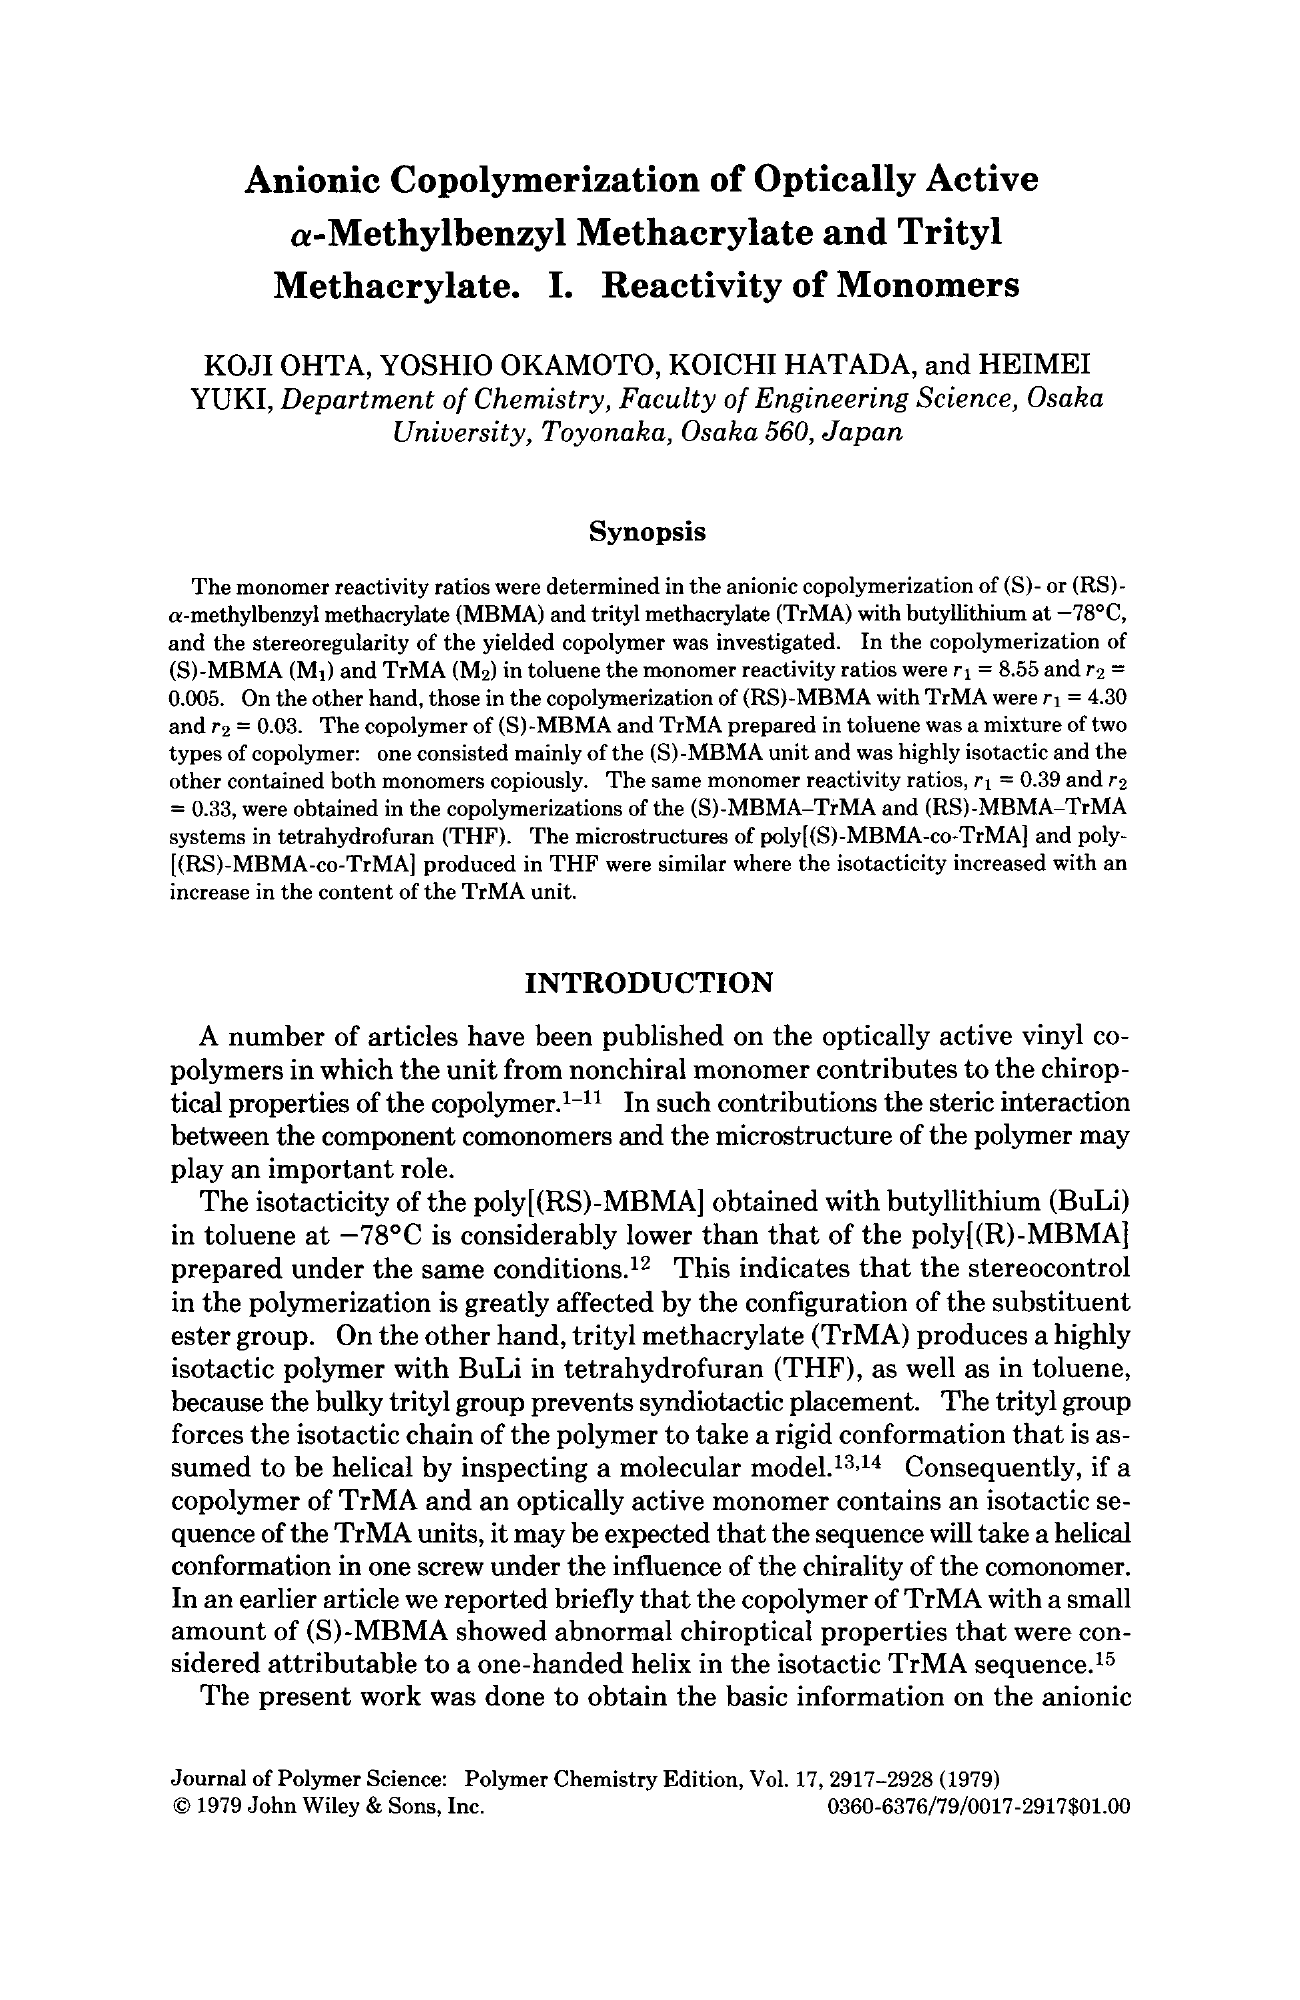 Anionic Copolymerization of Optically Active
α-Methylbenzyl Methacrylate and Trityl
Methacrylate. I. Reactivity of Monomers
KOJI OHTA, YOSHIO OKAMOTO, KOICHI HATADA, and HEIMEI
YUKI, Department of Chemistry, Faculty of Engineering Science, Osaka
University, Toyonaka, Osaka 560, Japan
Synopsis
The monomer reactivity ratios were determined in the anionic copolymerization of (S)- or (RS)-
α-methylbenzyl methacrylate (MBMA) and trityl methacrylate (TrMA) with butyllithium at −78°C,
and the stereoregularity of the yielded copolymer was investigated. In the copolymerization of
(S)-MBMA (M₁) and TrMA (M₂) in toluene the monomer reactivity ratios were r₁ = 8.55 and r₂ =
0.005. On the other hand, those in the copolymerization of (RS)-MBMA with TrMA were r₁ = 4.30
and r₂ = 0.03. The copolymer of (S)-MBMA and TrMA prepared in toluene was a mixture of two
types of copolymer: one consisted mainly of the (S)-MBMA unit and was highly isotactic and the
other contained both monomers copiously. The same monomer reactivity ratios, r₁ = 0.39 and r₂
= 0.33, were obtained in the copolymerizations of the (S)-MBMA–TrMA and (RS)-MBMA–TrMA
systems in tetrahydrofuran (THF). The microstructures of poly[(S)-MBMA-co-TrMA] and poly-
[(RS)-MBMA-co-TrMA] produced in THF were similar where the isotacticity increased with an
increase in the content of the TrMA unit.
INTRODUCTION
A number of articles have been published on the optically active vinyl co-
polymers in which the unit from nonchiral monomer contributes to the chirop-
tical properties of the copolymer.¹⁻¹¹ In such contributions the steric interaction
between the component comonomers and the microstructure of the polymer may
play an important role.
The isotacticity of the poly[(RS)-MBMA] obtained with butyllithium (BuLi)
in toluene at −78°C is considerably lower than that of the poly[(R)-MBMA]
prepared under the same conditions.¹² This indicates that the stereocontrol
in the polymerization is greatly affected by the configuration of the substituent
ester group. On the other hand, trityl methacrylate (TrMA) produces a highly
isotactic polymer with BuLi in tetrahydrofuran (THF), as well as in toluene,
because the bulky trityl group prevents syndiotactic placement. The trityl group
forces the isotactic chain of the polymer to take a rigid conformation that is as-
sumed to be helical by inspecting a molecular model.¹³,¹⁴ Consequently, if a
copolymer of TrMA and an optically active monomer contains an isotactic se-
quence of the TrMA units, it may be expected that the sequence will take a helical
conformation in one screw under the influence of the chirality of the comonomer.
In an earlier article we reported briefly that the copolymer of TrMA with a small
amount of (S)-MBMA showed abnormal chiroptical properties that were con-
sidered attributable to a one-handed helix in the isotactic TrMA sequence.¹⁵
The present work was done to obtain the basic information on the anionic
Journal of Polymer Science: Polymer Chemistry Edition, Vol. 17, 2917–2928 (1979)
© 1979 John Wiley & Sons, Inc. 0360-6376/79/0017-2917$01.00